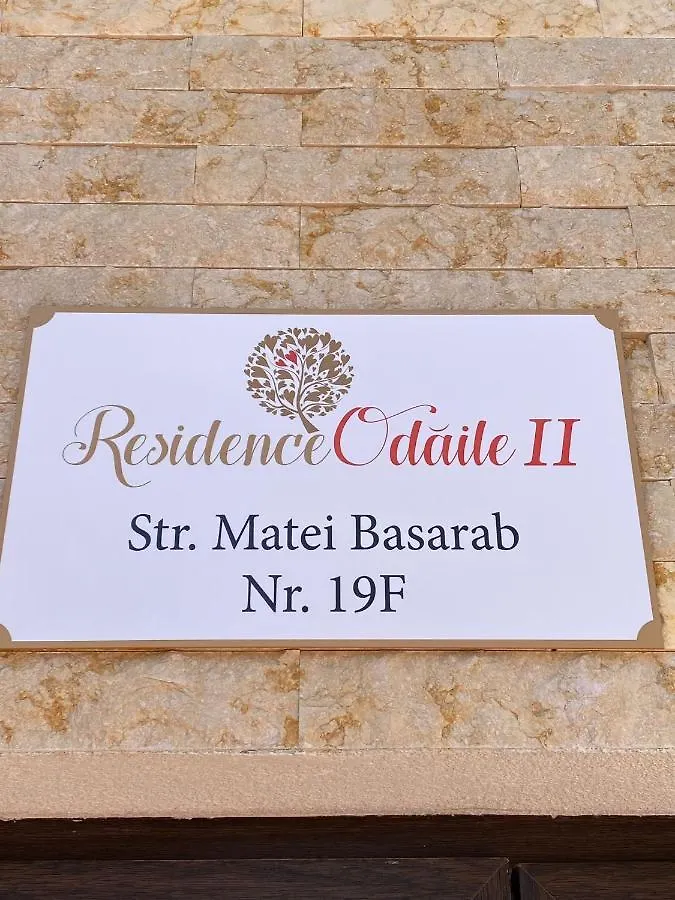 Residence Odăile II
Str. Matei Basarab
Nr. 19F